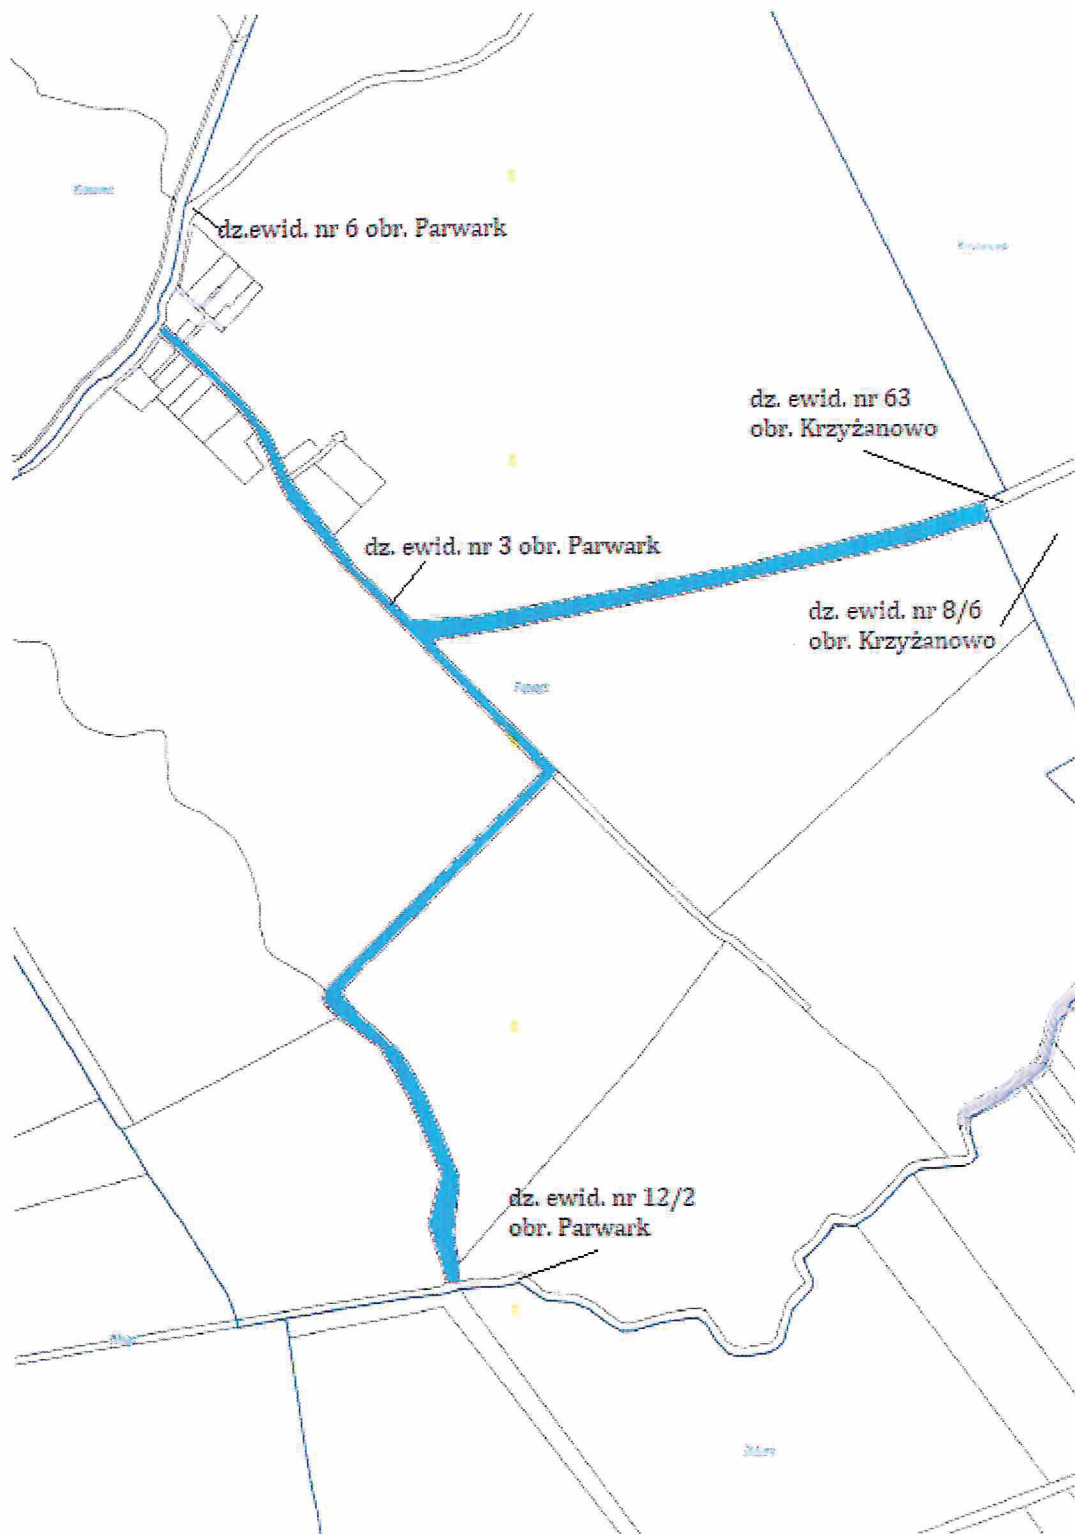 dz.ewid. nr 6 obr. Parwark
dz. ewid. nr 63
obr. Krzyżanowo
dz. ewid. nr 3 obr. Parwark
dz. ewid. nr 8/6
obr. Krzyżanowo
dz. ewid. nr 12/2
obr. Parwark